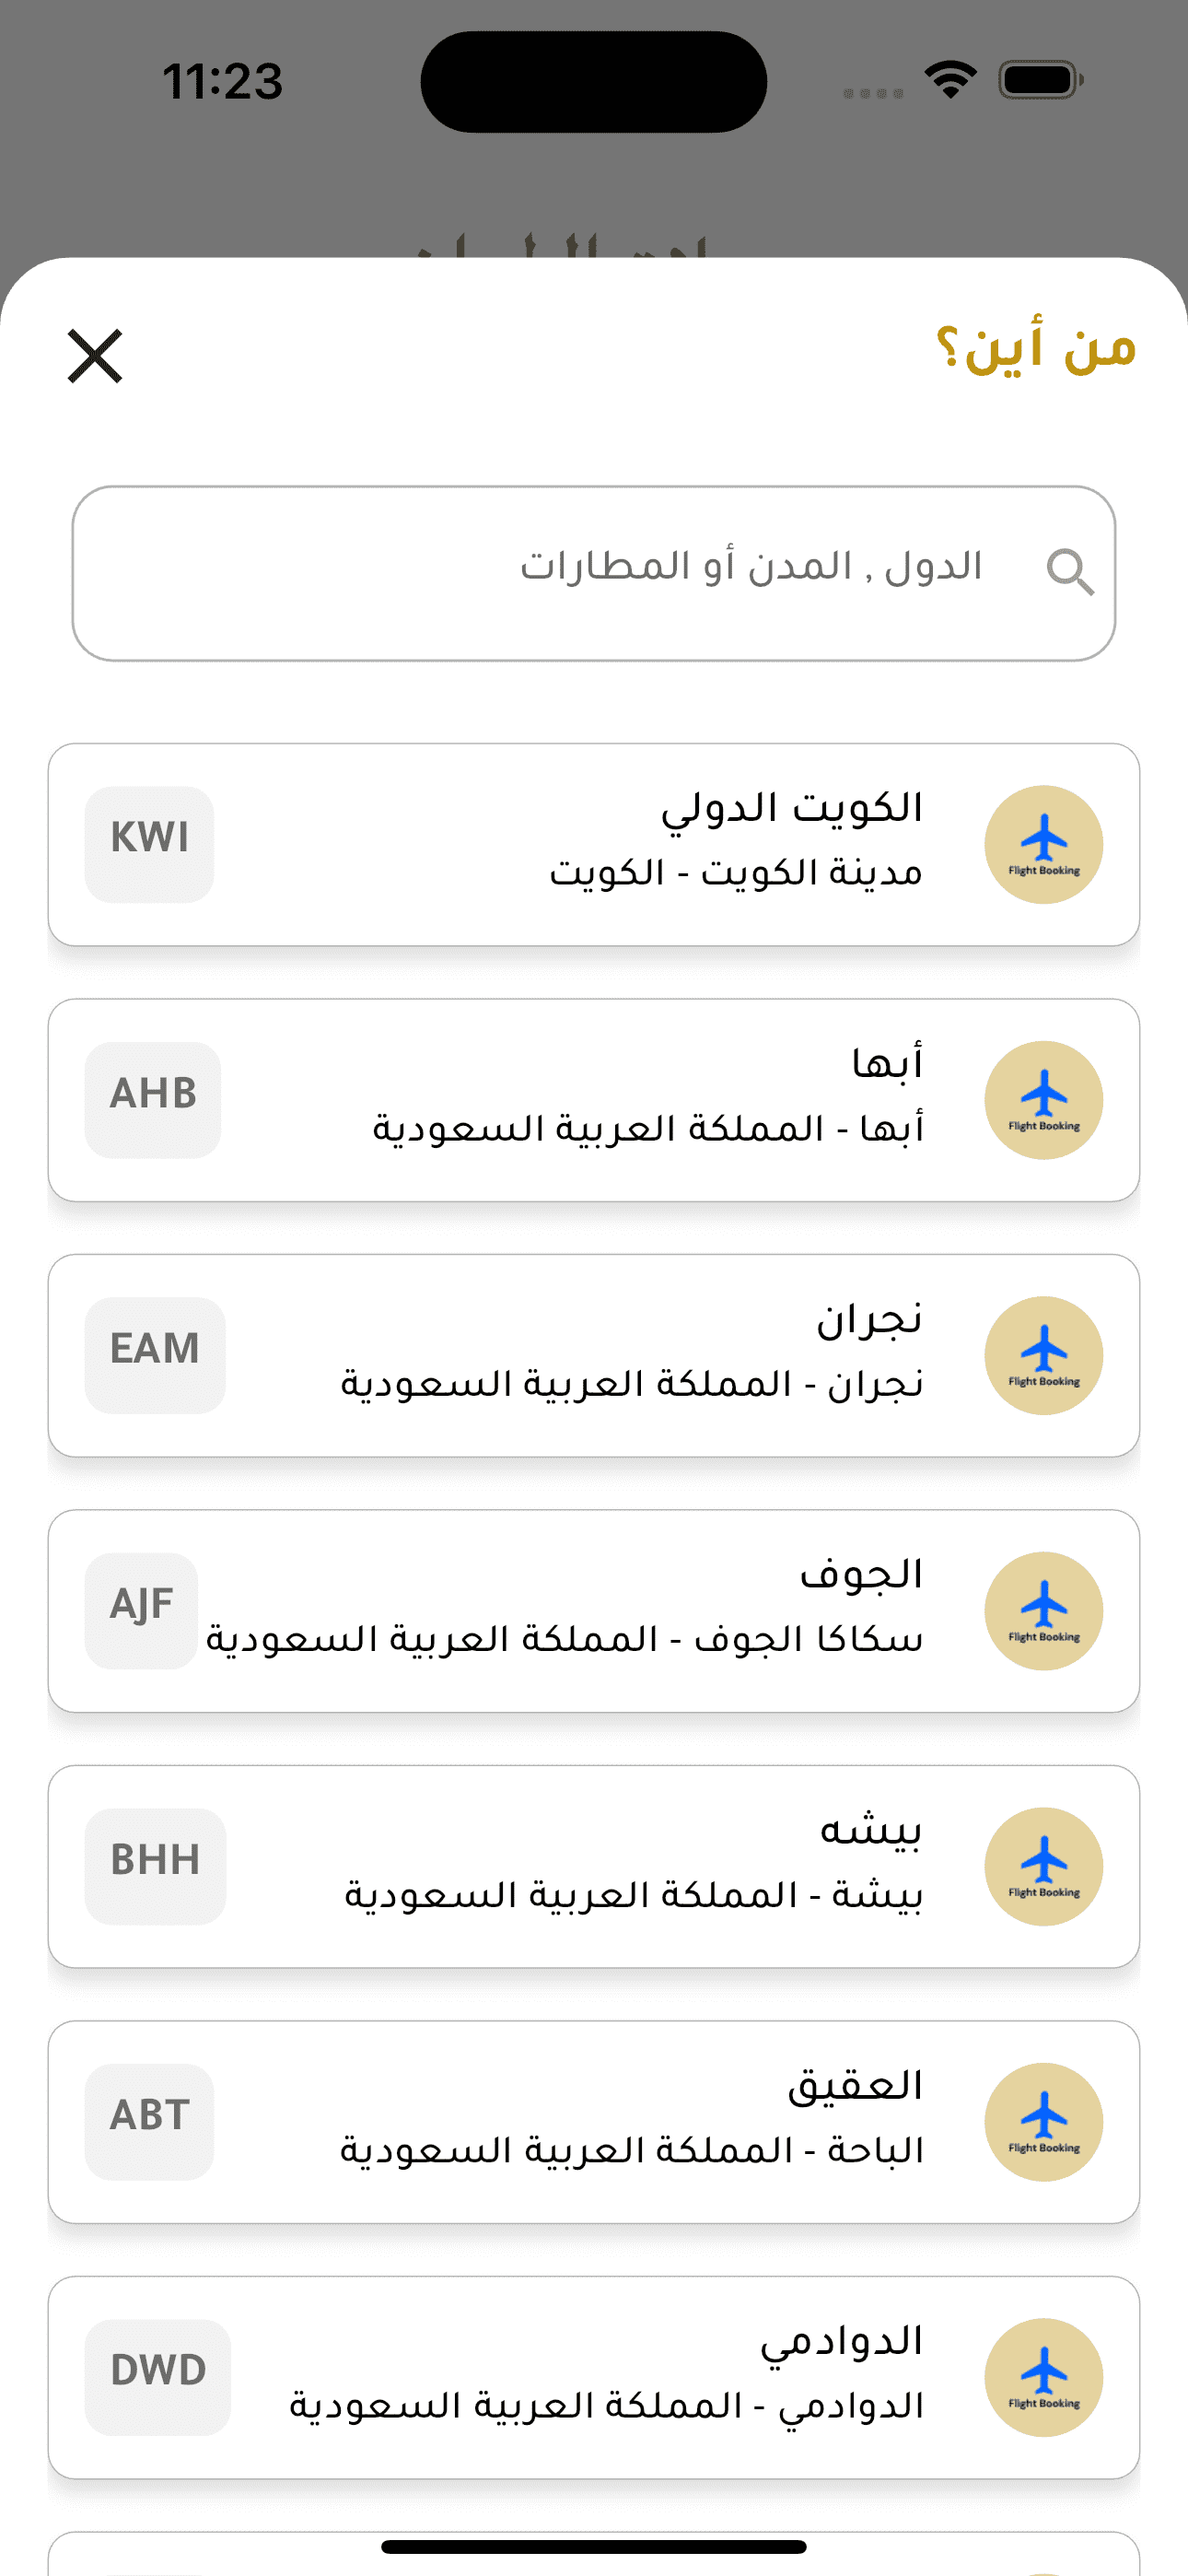 11:23
من أين؟
الدول , المدن أو المطارات
الكويت الدولي
مدينة الكويت - الكويت
KWI
Flight Booking
أبها
أبها - المملكة العربية السعودية
AHB
Flight Booking
نجران
نجران - المملكة العربية السعودية
EAM
Flight Booking
الجوف
سكاكا الجوف - المملكة العربية السعودية
AJF
Flight Booking
بيشه
بيشة - المملكة العربية السعودية
BHH
Flight Booking
العقيق
الباحة - المملكة العربية السعودية
ABT
Flight Booking
الدوادمي
الدوادمي - المملكة العربية السعودية
DWD
Flight Booking